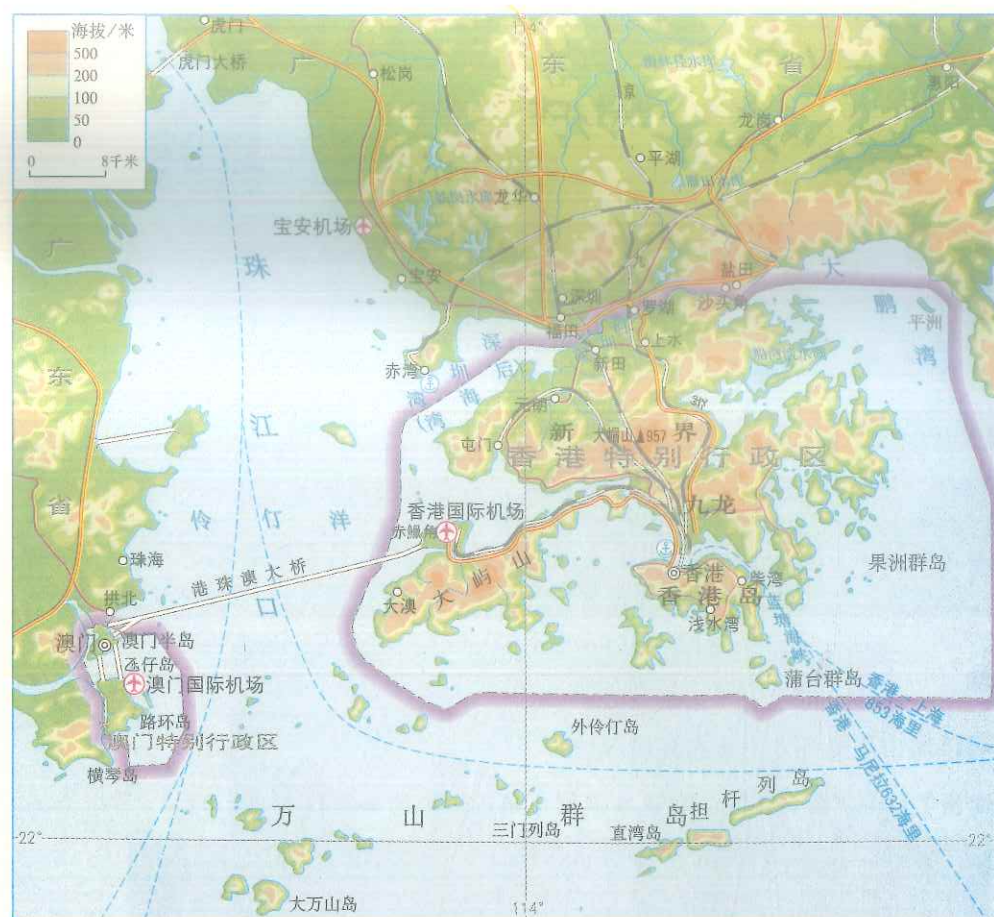 海拔/米
500
200
100
50
0
0 8千米
虎门
虎门大桥
广东省
114°
松岗
惠阳
龙岗
京
平湖
龙华
宝安机场
宝安
珠江口
盐田
沙头角
大鹏湾
平洲
深圳
罗湖
福田
上水
新田
赤湾
深圳湾
(后海湾)
元朗
新界
大帽山▲957
屯门
香港特别行政区
九
九龙
香港国际机场
赤鱲角
伶仃洋
广东省
珠海
港珠澳大桥
拱北
大屿山
大澳
香港
香港岛
柴湾
浅水湾
蓝塘海峡
果洲群岛
蒲台群岛
澳门
澳门半岛
氹仔岛
澳门国际机场
路环岛
澳门特别行政区
横琴岛
外伶仃岛
香港—上海
853海里
香港—马尼拉632海里
万山群岛
担杆列岛
三门列岛
直湾岛
22°
22°
大万山岛
114°